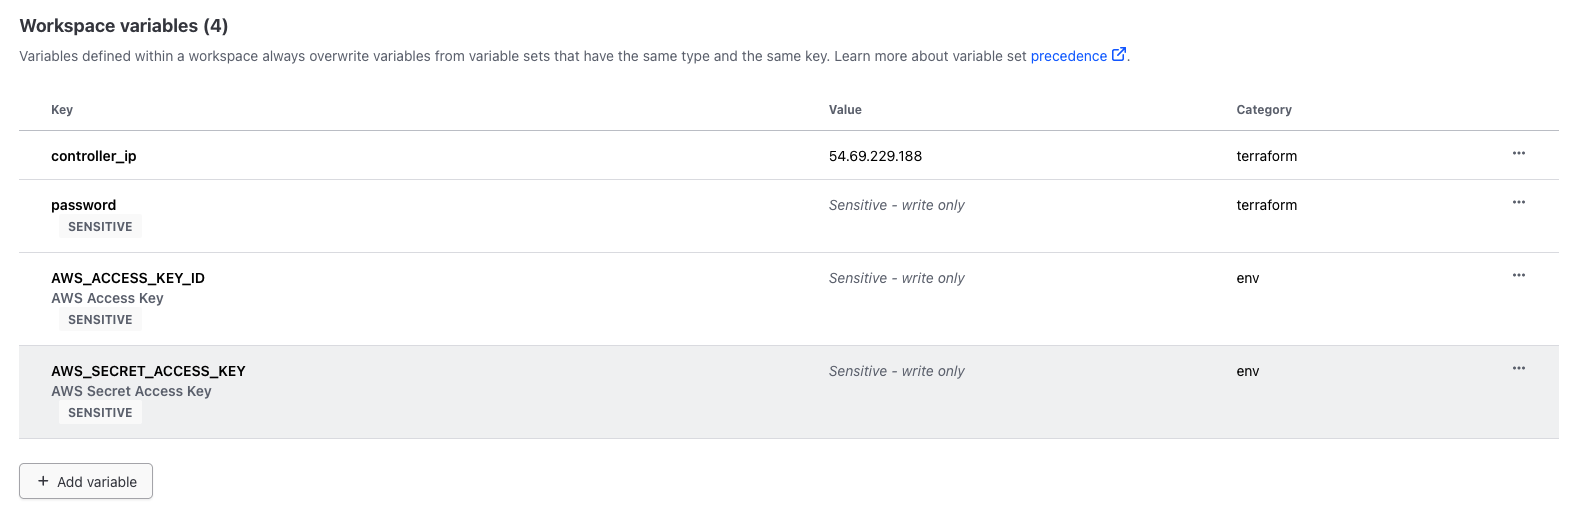 Workspace variables (4)
Variables defined within a workspace always overwrite variables from variable sets that have the same type and the same key. Learn more about variable set precedence.
Key Value Category
controller_ip 54.69.229.188 terraform
password Sensitive - write only terraform
SENSITIVE
AWS_ACCESS_KEY_ID Sensitive - write only env
AWS Access Key
SENSITIVE
AWS_SECRET_ACCESS_KEY Sensitive - write only env
AWS Secret Access Key
SENSITIVE
+ Add variable